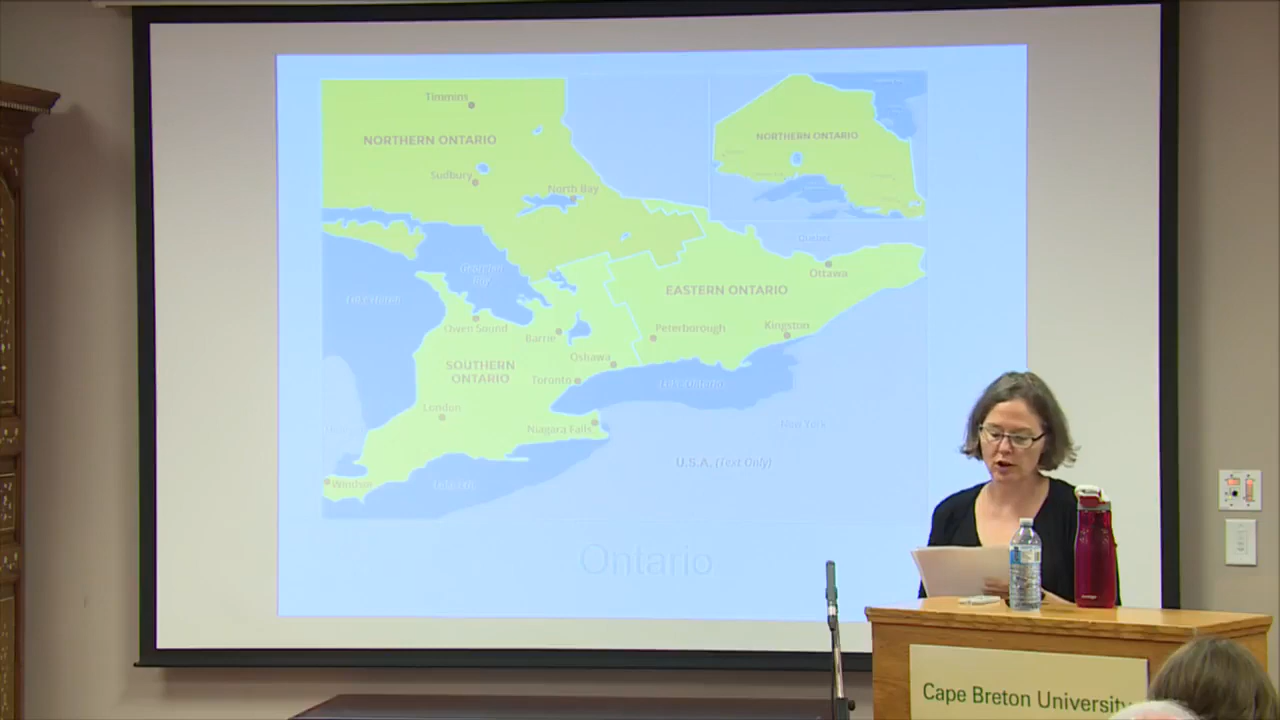 Timmins
NORTHERN ONTARIO
NORTHERN ONTARIO
Sudbury
North Bay
Quebec
Georgian
Bay
Ottawa
Lake Huron
EASTERN ONTARIO
Owen Sound
Barrie
Peterborough
Kingston
Oshawa
SOUTHERN
ONTARIO
Toronto
Lake Ontario
London
Niagara Falls
New York
U.S.A. (Text Only)
Windsor
Lake Erie
Ontario
Cape Breton University